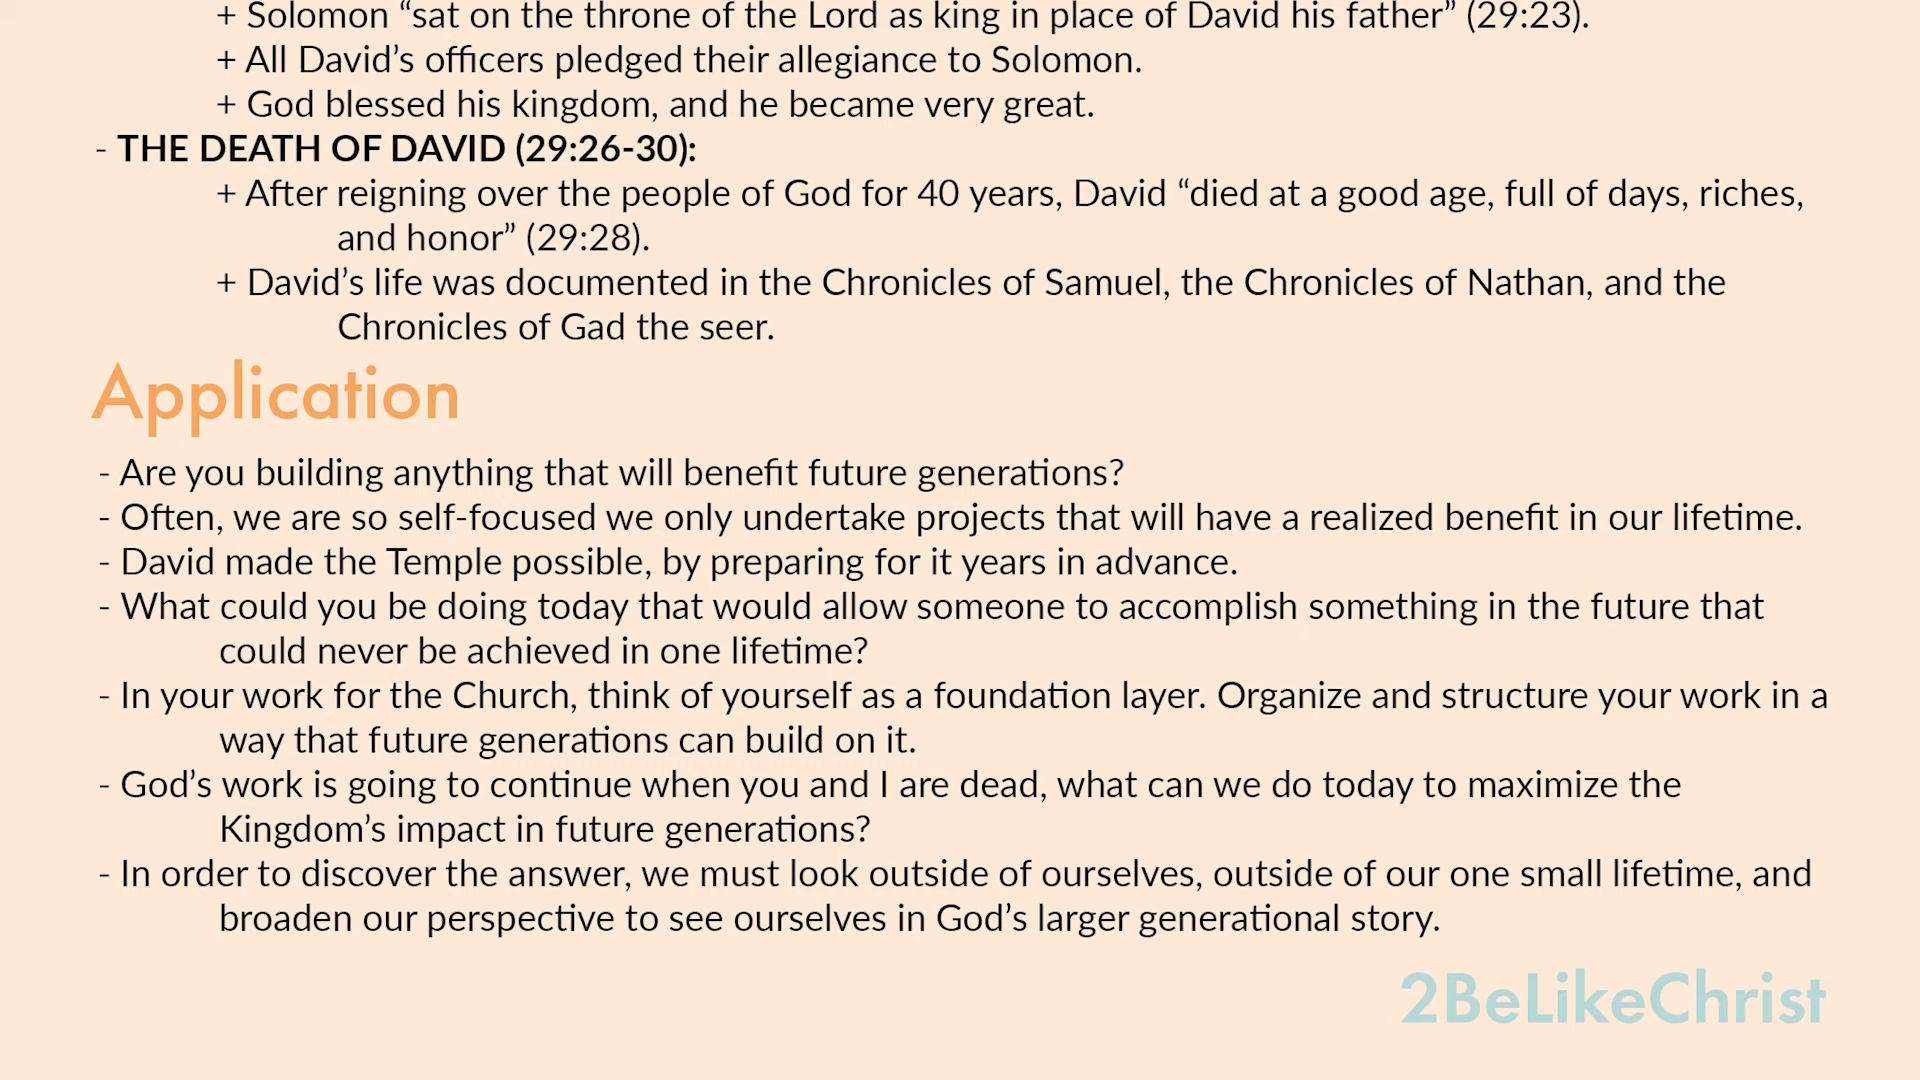 + Solomon “sat on the throne of the Lord as king in place of David his father” (29:23).
+ All David’s officers pledged their allegiance to Solomon.
+ God blessed his kingdom, and he became very great.
- THE DEATH OF DAVID (29:26-30):
+ After reigning over the people of God for 40 years, David “died at a good age, full of days, riches,
and honor” (29:28).
+ David’s life was documented in the Chronicles of Samuel, the Chronicles of Nathan, and the
Chronicles of Gad the seer.
Application
- Are you building anything that will benefit future generations?
- Often, we are so self-focused we only undertake projects that will have a realized benefit in our lifetime.
- David made the Temple possible, by preparing for it years in advance.
- What could you be doing today that would allow someone to accomplish something in the future that
could never be achieved in one lifetime?
- In your work for the Church, think of yourself as a foundation layer. Organize and structure your work in a
way that future generations can build on it.
- God’s work is going to continue when you and I are dead, what can we do today to maximize the
Kingdom’s impact in future generations?
- In order to discover the answer, we must look outside of ourselves, outside of our one small lifetime, and
broaden our perspective to see ourselves in God’s larger generational story.
2BeLikeChrist